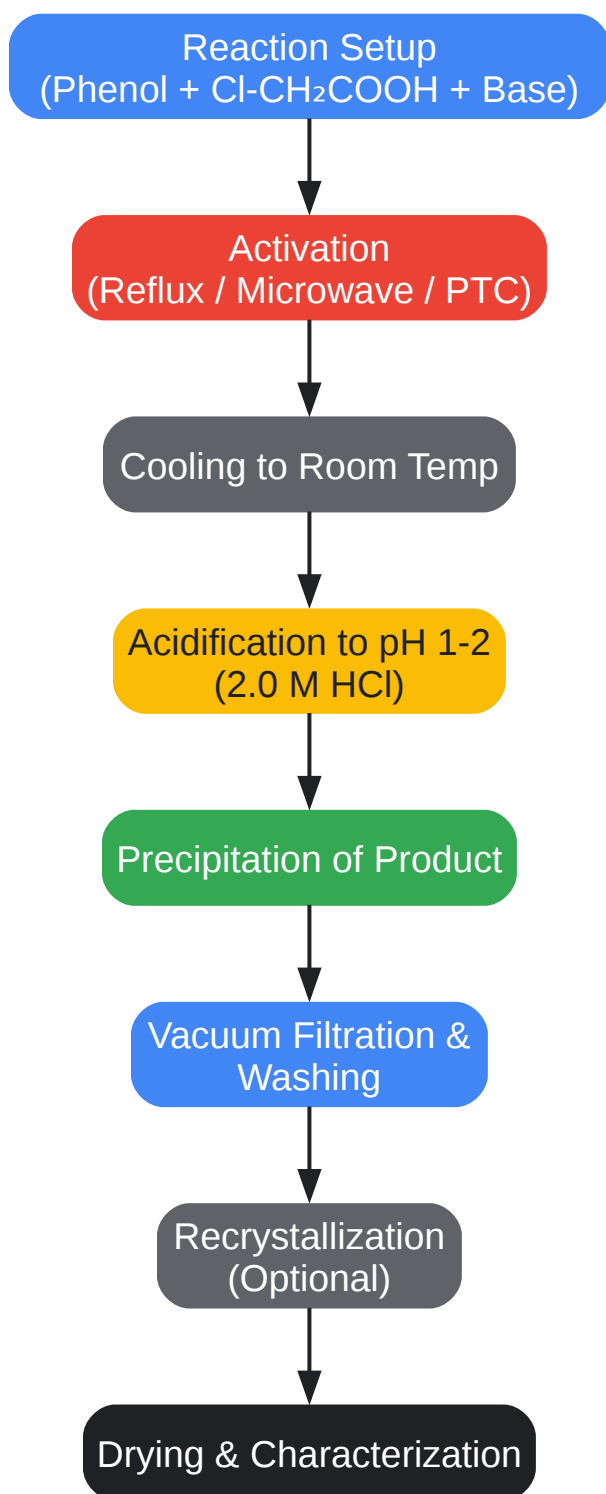 Reaction Setup
(Phenol + Cl-CH₂COOH + Base)
Activation
(Reflux / Microwave / PTC)
Cooling to Room Temp
Acidification to pH 1-2
(2.0 M HCl)
Precipitation of Product
Vacuum Filtration &
Washing
Recrystallization
(Optional)
Drying & Characterization